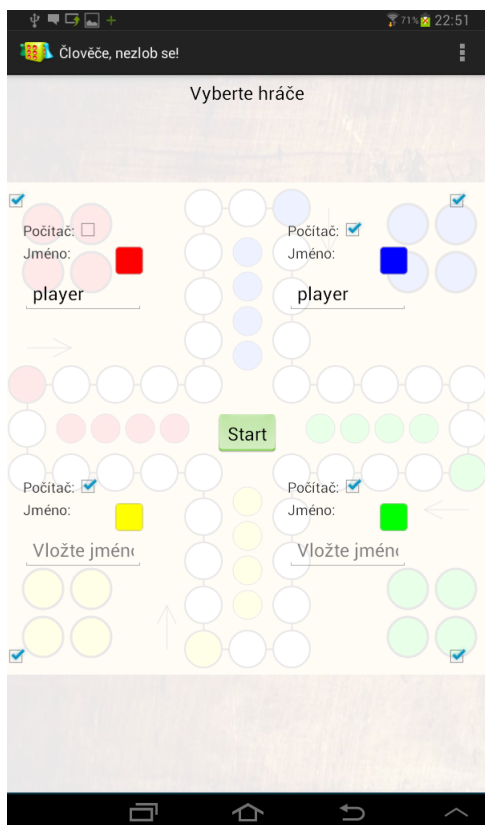 71% 22:51
Člověče, nezlob se!
Vyberte hráče
Počítač: Počítač:
Jméno: Jméno:
player player
Start
Počítač: Počítač:
Jméno: Jméno:
Vložte jméno Vložte jméno